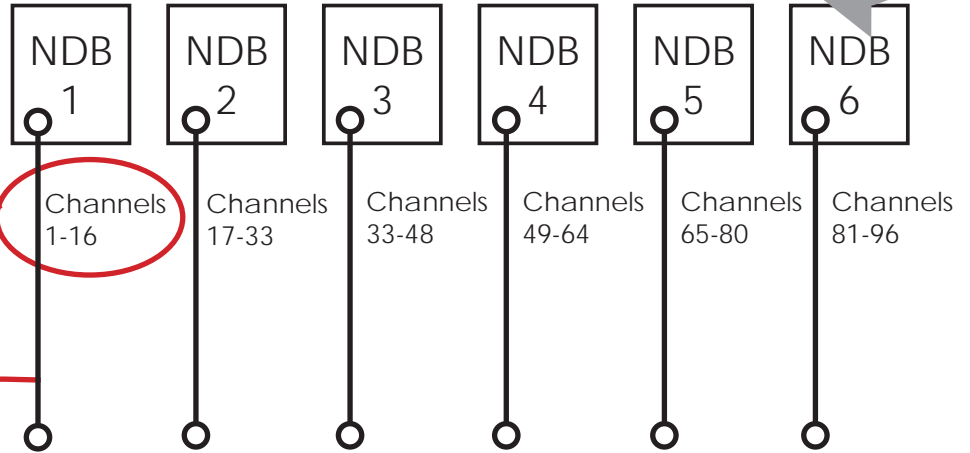 NDB
1
NDB
2
NDB
3
NDB
4
NDB
5
NDB
6
Channels
1-16
Channels
17-33
Channels
33-48
Channels
49-64
Channels
65-80
Channels
81-96